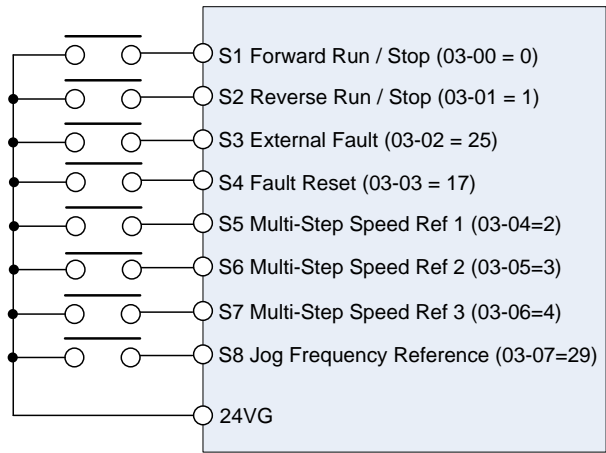 S1 Forward Run / Stop (03-00 = 0)
S2 Reverse Run / Stop (03-01 = 1)
S3 External Fault (03-02 = 25)
S4 Fault Reset (03-03 = 17)
S5 Multi-Step Speed Ref 1 (03-04=2)
S6 Multi-Step Speed Ref 2 (03-05=3)
S7 Multi-Step Speed Ref 3 (03-06=4)
S8 Jog Frequency Reference (03-07=29)
24VG